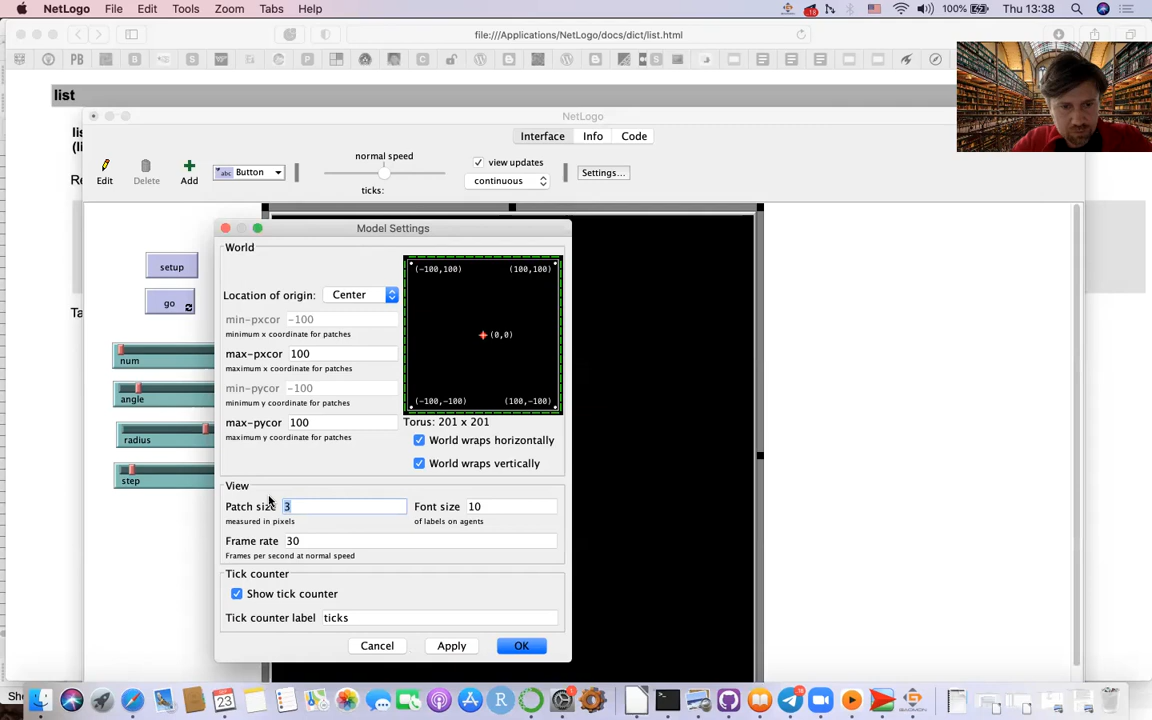 NetLogo File Edit Tools Zoom Tabs Help 18 100% Thu 13:38
file:///Applications/NetLogo/docs/dict/list.html
PB
list
NetLogo
Interface Info Code
Edit Delete Add abc Button
normal speed
ticks:
view updates
continuous
Settings...
Model Settings
World
setup
go
num
angle
radius
step
Location of origin: Center
min-pxcor -100
minimum x coordinate for patches
max-pxcor 100
maximum x coordinate for patches
min-pycor -100
minimum y coordinate for patches
max-pycor 100
maximum y coordinate for patches
(-100,100) (100,100)
(0,0)
(-100,-100) (100,-100)
Torus: 201 x 201
World wraps horizontally
World wraps vertically
View
Patch size 3 Font size 10
measured in pixels of labels on agents
Frame rate 30
Frames per second at normal speed
Tick counter
Show tick counter
Tick counter label ticks
Cancel Apply OK
23